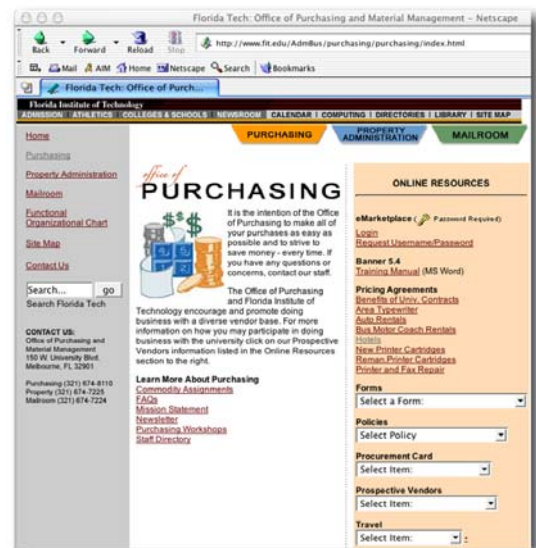 Florida Tech: Office of Purchasing and Material Management – Netscape
Back Forward Reload Stop http://www.fit.edu/AdmBus/purchasing/purchasing/index.html
Mail AIM Home Netscape Search Bookmarks
Florida Tech: Office of Purch...
Florida Institute of Technology
ADMISSION | ATHLETICS | COLLEGES & SCHOOLS | NEWSROOM | CALENDAR | COMPUTING | DIRECTORIES | LIBRARY | SITE MAP
PURCHASING
PROPERTY
ADMINISTRATION
MAILROOM
Home
Purchasing
Property Administration
Mailroom
Functional
Organizational Chart
Site Map
Contact Us
Search... go
Search Florida Tech
CONTACT US:
Office of Purchasing and
Material Management
150 W. University Blvd.
Melbourne, FL 32901
Purchasing (321) 674-8110
Property (321) 674-7225
Mailroom (321) 674-7224
office of
PURCHASING
It is the intention of the Office
of Purchasing to make all of
your purchases as easy as
possible and to strive to
save money - every time. If
you have any questions or
concerns, contact our staff.
The Office of Purchasing
and Florida Institute of
Technology encourage and promote doing
business with a diverse vendor base. For more
information on how you may participate in doing
business with the university click on our Prospective
Vendors information listed in the Online Resources
section to the right.
Learn More About Purchasing
Commodity Assignments
FAQs
Mission Statement
Newsletter
Purchasing Workshops
Staff Directory
ONLINE RESOURCES
eMarketplace ( Password Required)
Login
Request Username/Password
Banner 5.4
Training Manual (MS Word)
Pricing Agreements
Benefits of Univ. Contracts
Area Typewriter
Auto Rentals
Bus Motor Coach Rentals
Hotels
New Printer Cartridges
Reman Printer Cartridges
Printer and Fax Repair
Forms
Select a Form:
Policies
Select Policy
Procurement Card
Select Item:
Prospective Vendors
Select Item:
Travel
Select Item: